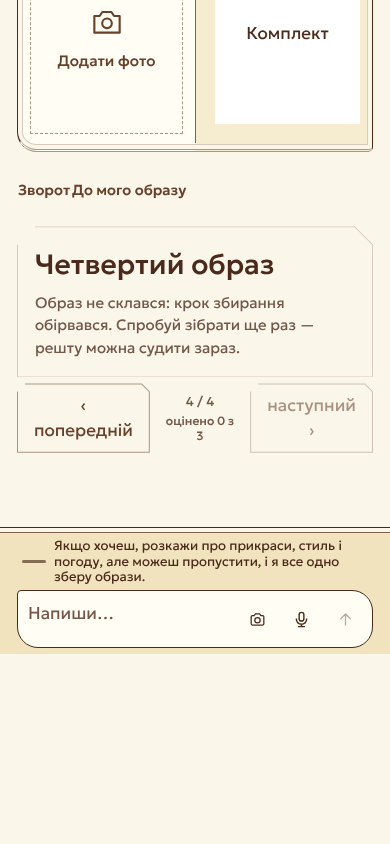 Додати фото
Комплект
Зворот До мого образу
Четвертий образ
Образ не склався: крок збирання
обірвався. Спробуй зібрати ще раз —
решту можна судити зараз.
‹
попередній
4 / 4
оцінено 0 з
3
наступний
›
Якщо хочеш, розкажи про прикраси, стиль і
погоду, але можеш пропустити, і я все одно
зберу образи.
Напиши...